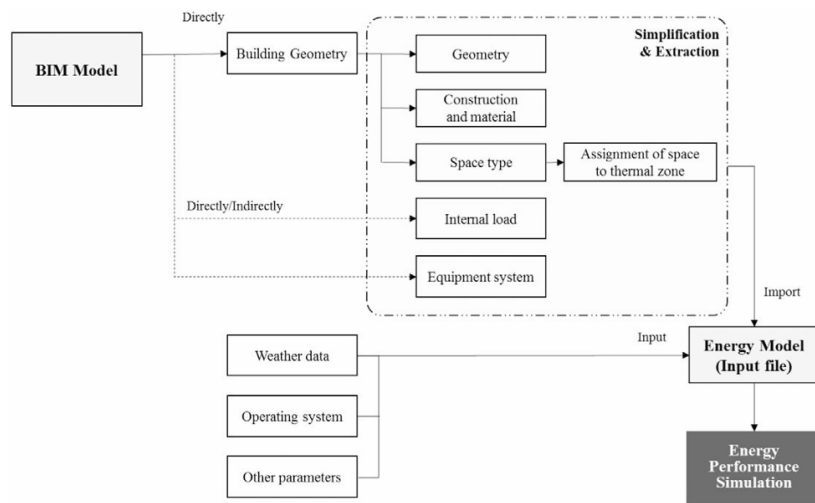 Directly
Simplification
& Extraction
BIM Model
Building Geometry
Geometry
Construction
and material
Space type
Assignment of space
to thermal zone
Directly/Indirectly
Internal load
Equipment system
Import
Weather data
Input
Energy Model
(Input file)
Operating system
Other parameters
Energy
Performance
Simulation